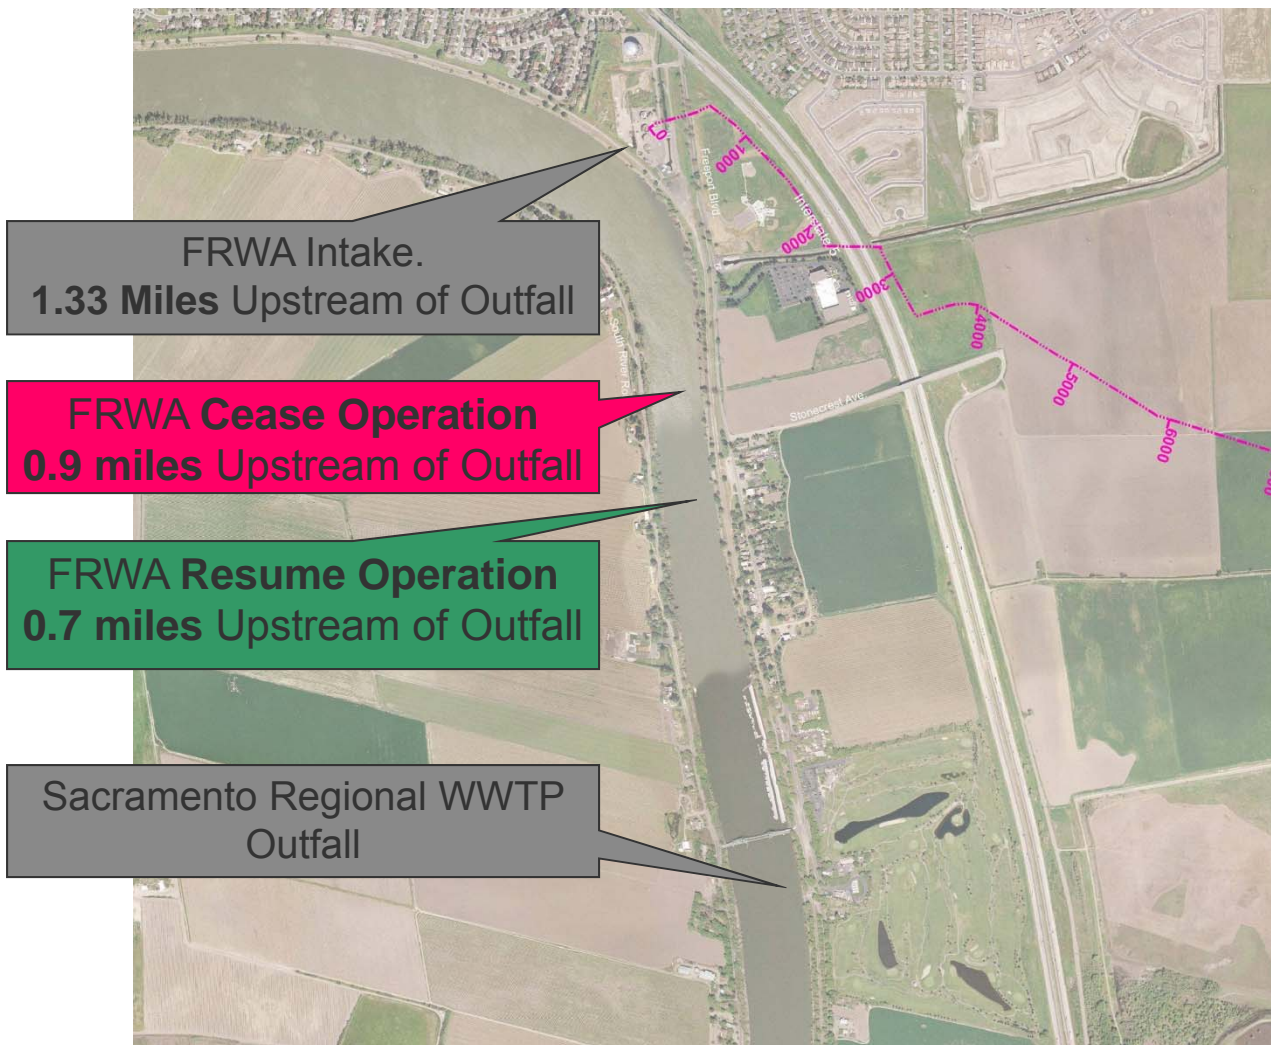 FRWA Intake.
1.33 Miles Upstream of Outfall
FRWA Cease Operation
0.9 miles Upstream of Outfall
FRWA Resume Operation
0.7 miles Upstream of Outfall
Sacramento Regional WWTP
Outfall
0
1000
2000
3000
4000
5000
6000
Freeport Blvd
Interstate 5
South River
Stonecrest Ave.